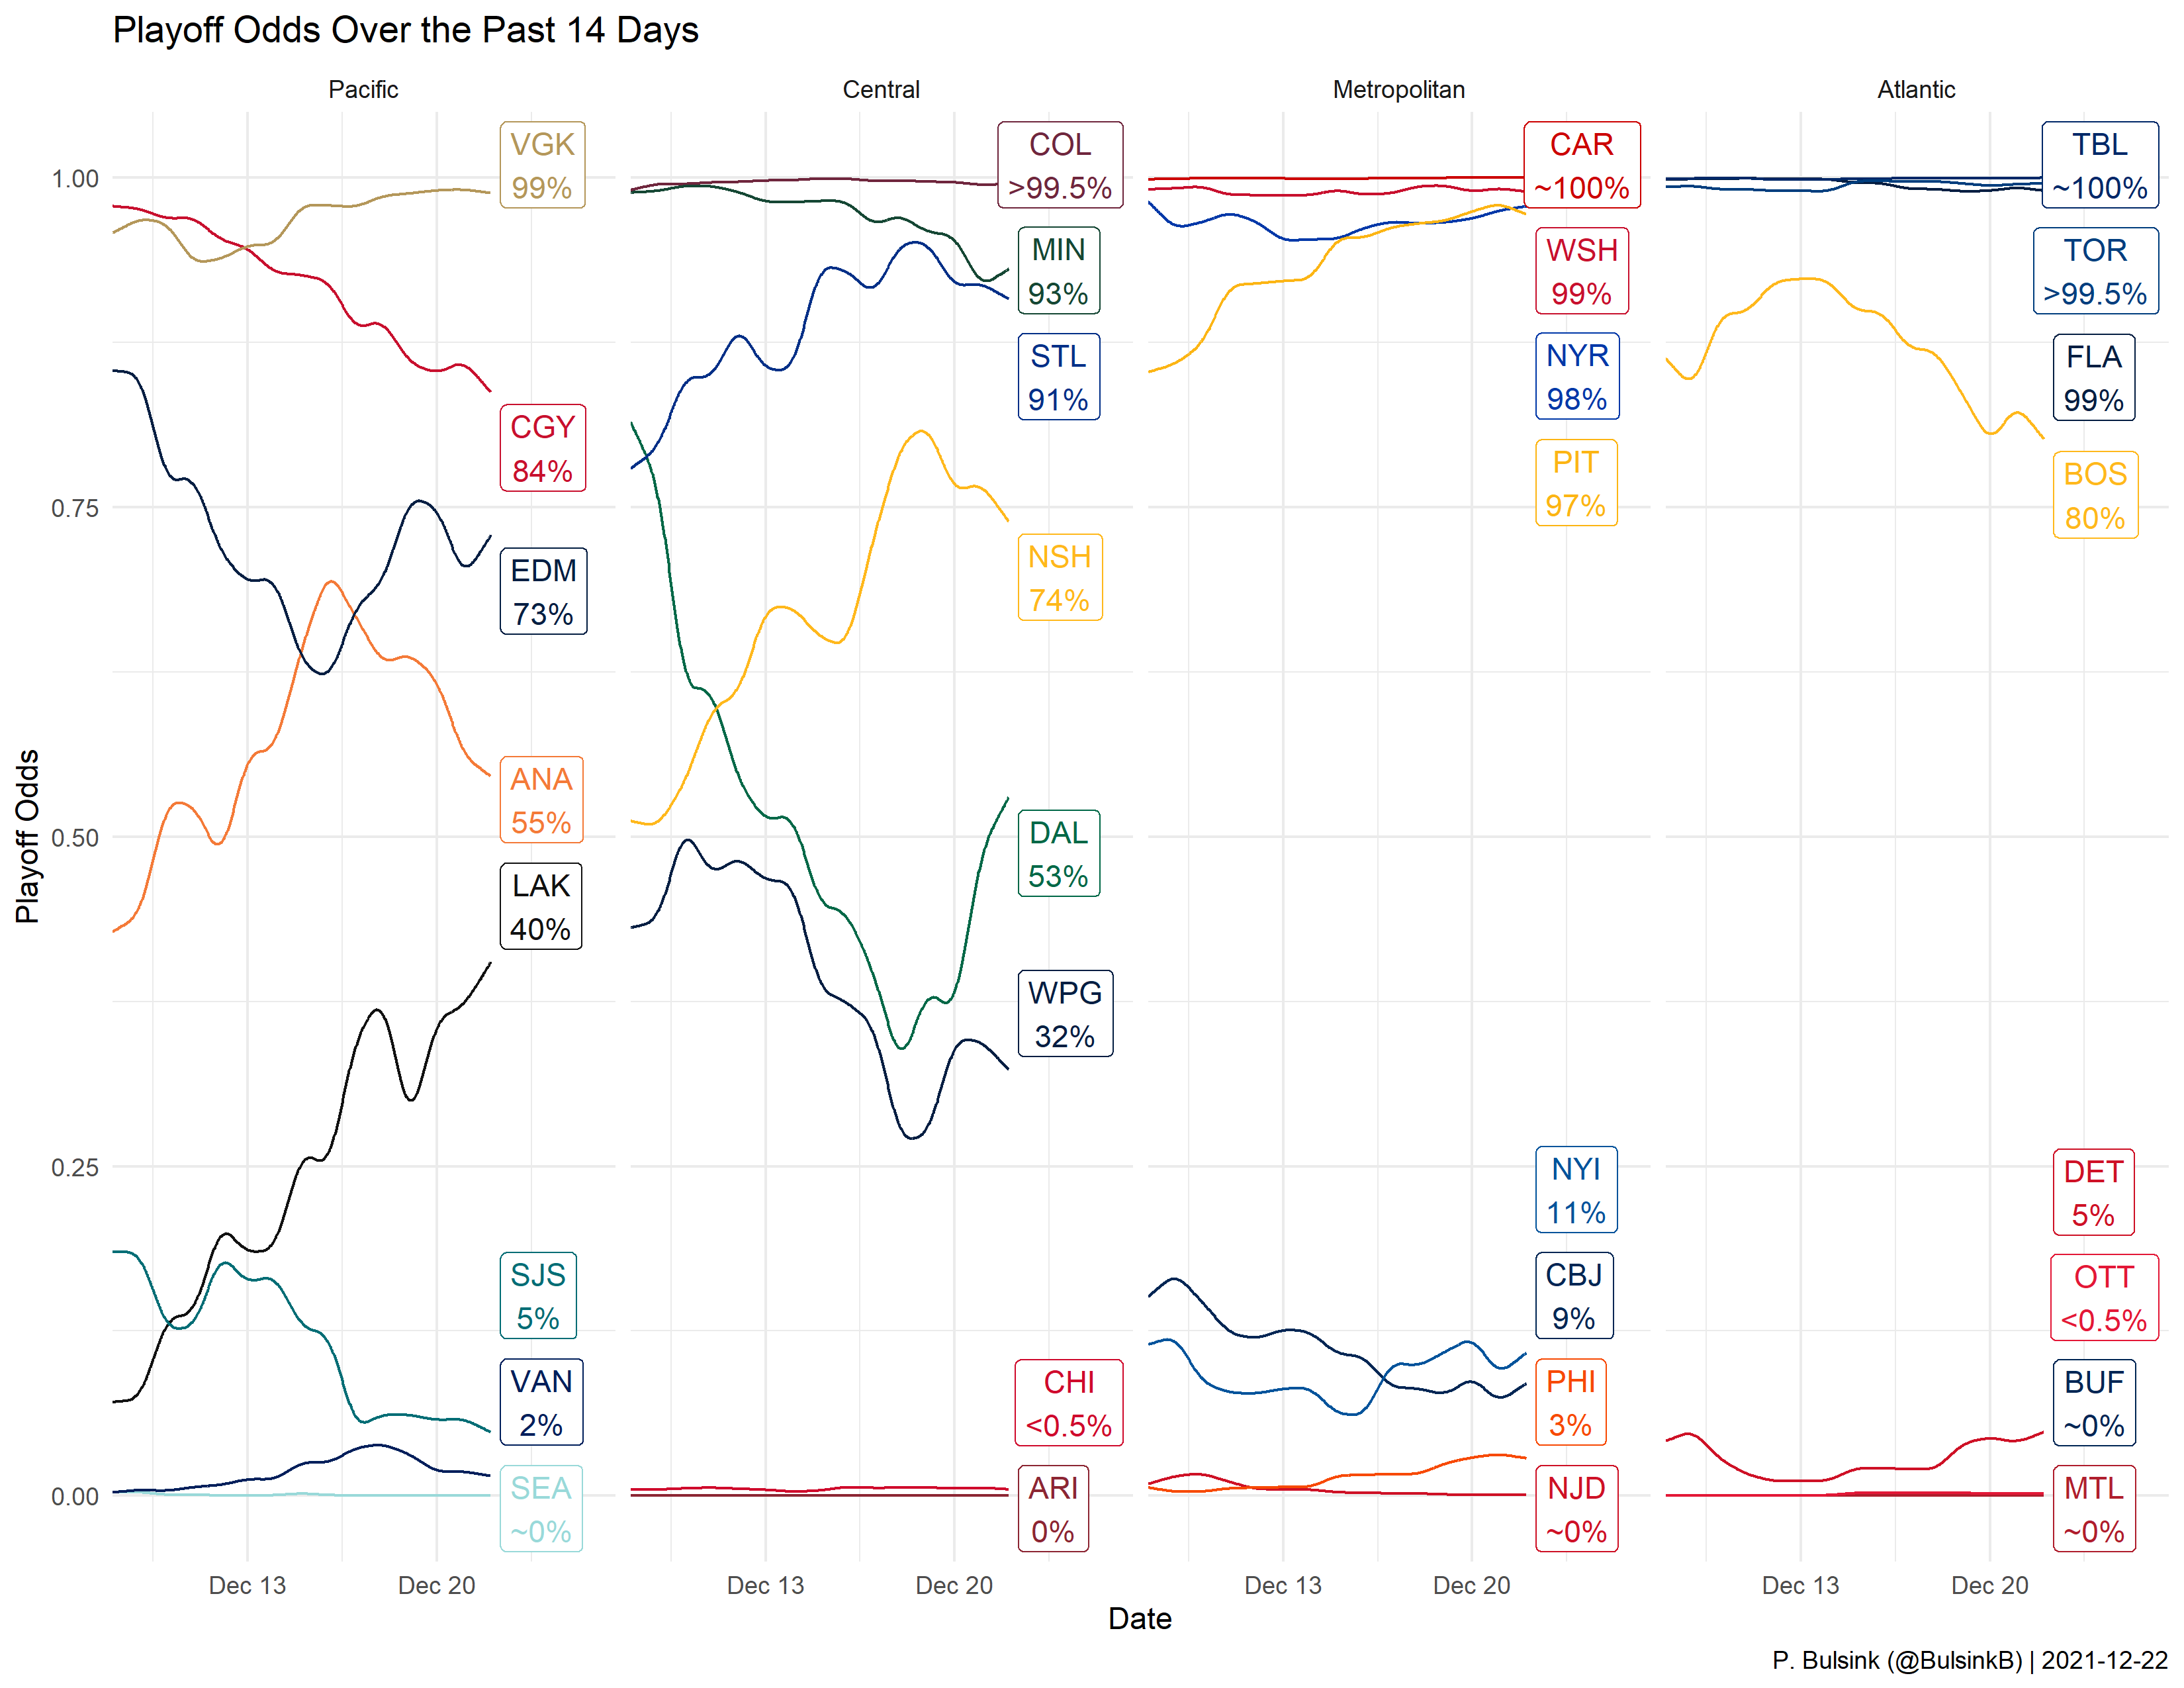 Playoff Odds Over the Past 14 Days
Pacific
Central
Metropolitan
Atlantic
Playoff Odds
1.00
0.75
0.50
0.25
0.00
VGK
99%
CGY
84%
EDM
73%
ANA
55%
LAK
40%
SJS
5%
VAN
2%
SEA
~0%
COL
>99.5%
MIN
93%
STL
91%
NSH
74%
DAL
53%
WPG
32%
CHI
<0.5%
ARI
0%
CAR
~100%
WSH
99%
NYR
98%
PIT
97%
NYI
11%
CBJ
9%
PHI
3%
NJD
~0%
TBL
~100%
TOR
>99.5%
FLA
99%
BOS
80%
DET
5%
OTT
<0.5%
BUF
~0%
MTL
~0%
Dec 13
Dec 20
Dec 13
Dec 20
Dec 13
Dec 20
Dec 13
Dec 20
Date
P. Bulsink (@BulsinkB) | 2021-12-22